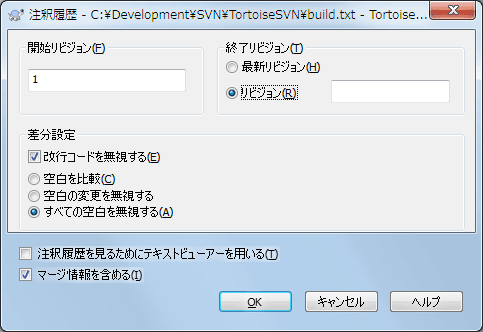 注釈履歴 - C:¥Development¥SVN¥TortoiseSVN¥build.txt - Tortoise...
開始リビジョン(F)
1
終了リビジョン(T)
最新リビジョン(H)
リビジョン(R)
差分設定
改行コードを無視する(E)
空白を比較(C)
空白の変更を無視する
すべての空白を無視する(A)
注釈履歴を見るためにテキストビューアーを用いる(T)
マージ情報を含める(I)
OK キャンセル ヘルプ